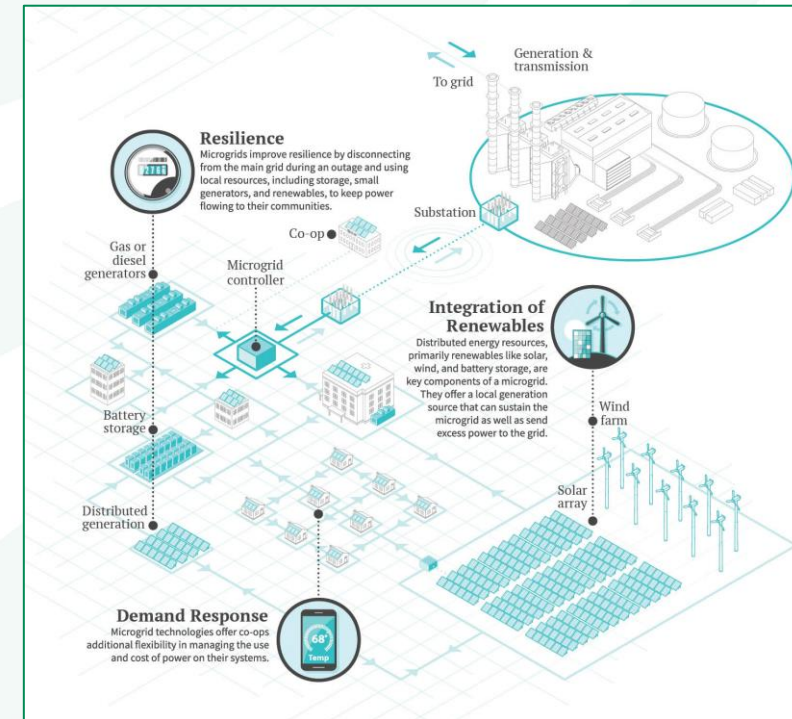 Generation &
transmission
To grid
Resilience
Microgrids improve resilience by disconnecting
from the main grid during an outage and using
local resources, including storage, small
generators, and renewables, to keep power
flowing to their communities.
Substation
Co-op
Gas or
diesel
generators
Microgrid
controller
Integration of
Renewables
Distributed energy resources,
primarily renewables like solar,
wind, and battery storage, are
key components of a microgrid.
They offer a local generation
source that can sustain the
microgrid as well as send
excess power to the grid.
Battery
storage
Wind
farm
Solar
array
Distributed
generation
Demand Response
Microgrid technologies offer co-ops
additional flexibility in managing the use
and cost of power on their systems.
68°
Temp